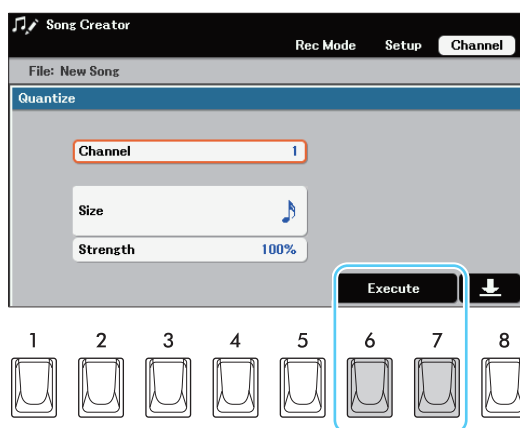 Song Creator
Rec Mode Setup Channel
File: New Song
Quantize
Channel 1
Size
Strength 100%
Execute
1 2 3 4 5 6 7 8